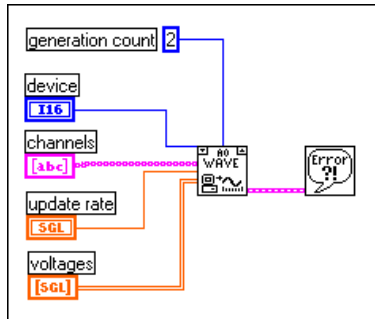 generation count 2
device
I16
channels
[abc]
AO
WAVE
Error
?!
update rate
SGL
voltages
[SGL]